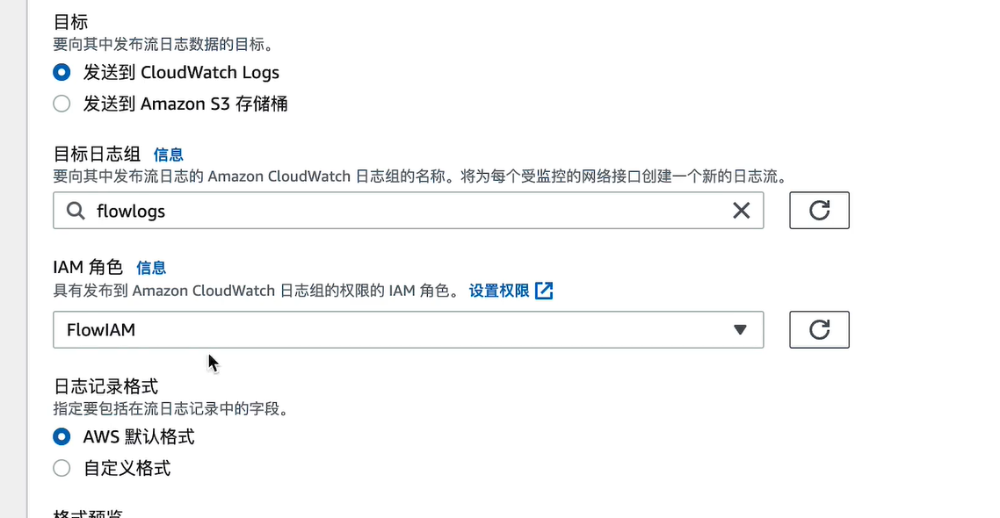 目标
要向其中发布流日志数据的目标。
发送到 CloudWatch Logs
发送到 Amazon S3 存储桶
目标日志组 信息
要向其中发布流日志的 Amazon CloudWatch 日志组的名称。将为每个受监控的网络接口创建一个新的日志流。
flowlogs
IAM 角色 信息
具有发布到 Amazon CloudWatch 日志组的权限的 IAM 角色。 设置权限
FlowIAM
日志记录格式
指定要包括在流日志记录中的字段。
AWS 默认格式
自定义格式
格式预览